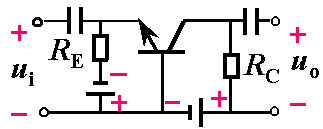 + R_E u_i − − + − + R_C + u_o −